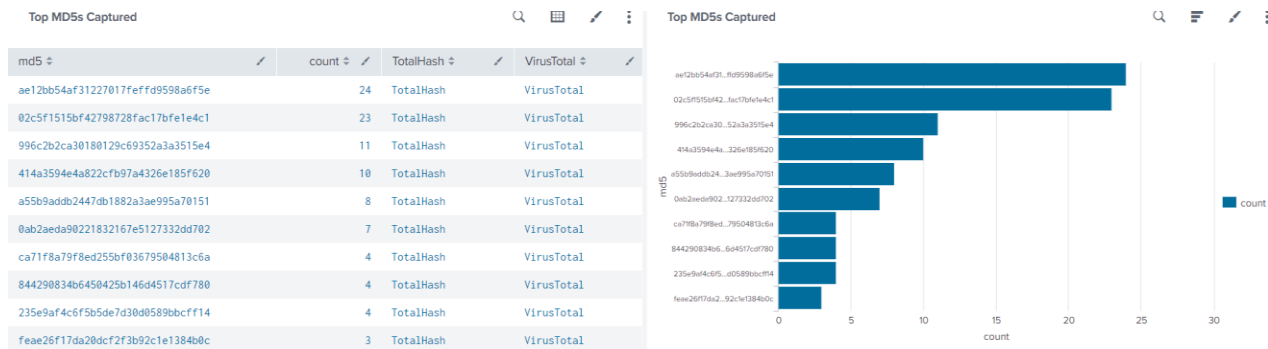 Top MD5s Captured
md5 count TotalHash VirusTotal
ae12bb54af31227017feffd9598a6f5e 24 TotalHash VirusTotal
02c5f1515bf42798728fac17bfe1e4c1 23 TotalHash VirusTotal
996c2b2ca30180129c69352a3a3515e4 11 TotalHash VirusTotal
414a3594e4a822cfb97a4326e185f620 10 TotalHash VirusTotal
a55b9addb2447db1882a3ae995a70151 8 TotalHash VirusTotal
0ab2aeda90221832167e5127332dd702 7 TotalHash VirusTotal
ca71f8a79f8ed255bf03679504813c6a 4 TotalHash VirusTotal
844290834b6450425b146d4517cdf780 4 TotalHash VirusTotal
235e9af4c6f5b5de7d30d0589bbcff14 4 TotalHash VirusTotal
feae26f17da20dcf2f3b92c1e1384b0c 3 TotalHash VirusTotal
Top MD5s Captured
md5
ae12bb54af31...ffd9598a6f5e
02c5f1515bf42...fac17bfe1e4c1
996c2b2ca30...52a3a3515e4
414a3594e4a...326e185f620
a55b9addb24...3ae995a70151
0ab2aeda902...127332dd702
ca71f8a79f8ed...79504813c6a
844290834b6...6d4517cdf780
235e9af4c6f5...d0589bbcff14
feae26f17da2...92c1e1384b0c
0 5 10 15 20 25 30
count
count